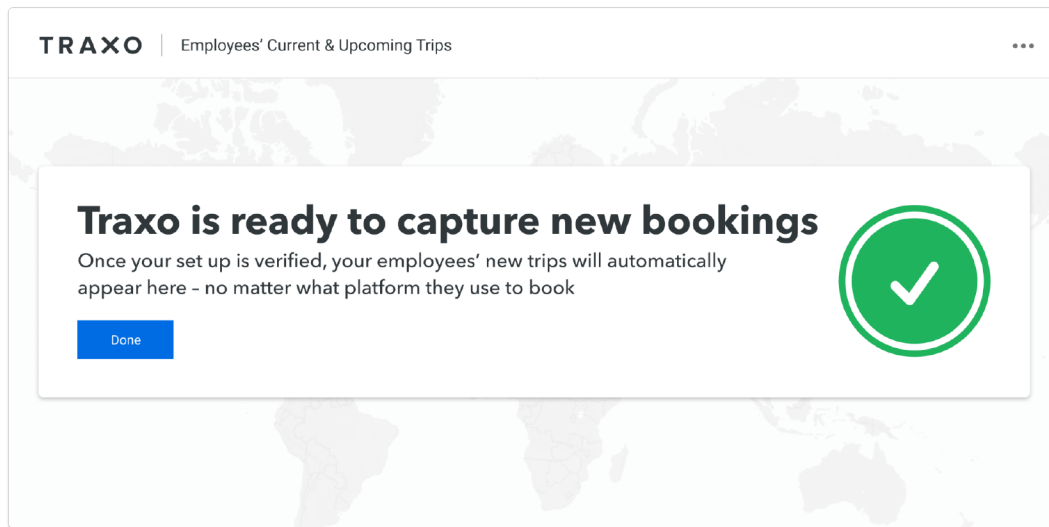 TRAXO
Employees’ Current & Upcoming Trips
Traxo is ready to capture new bookings
Once your set up is verified, your employees’ new trips will automatically
appear here – no matter what platform they use to book
Done